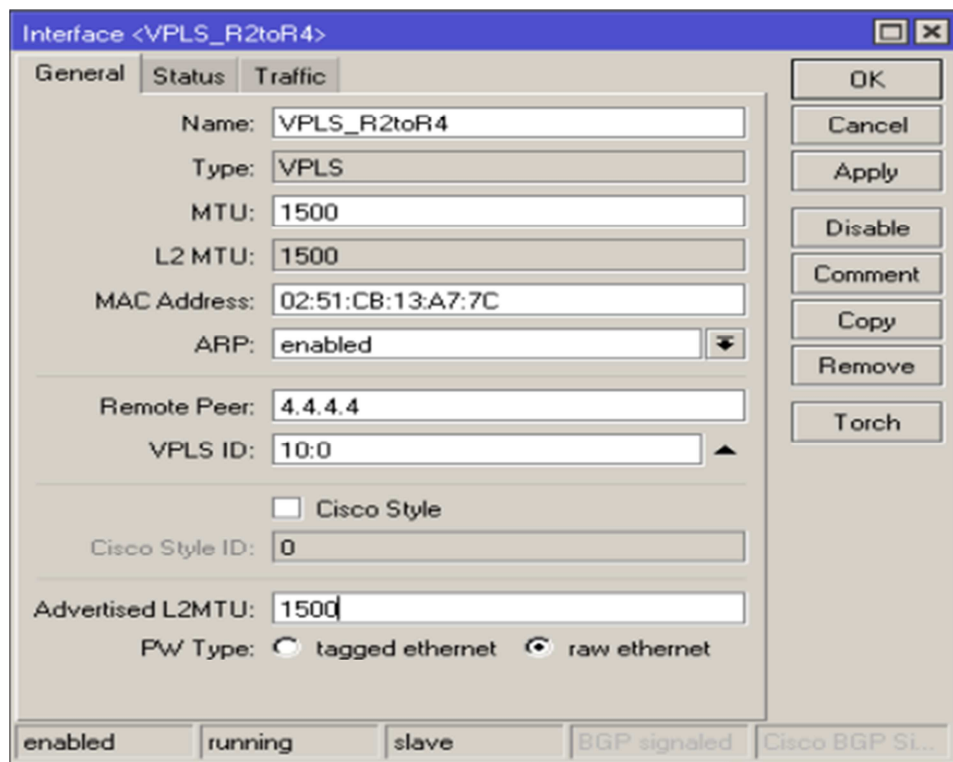 Interface <VPLS_R2toR4>
General Status Traffic
Name: VPLS_R2toR4
Type: VPLS
MTU: 1500
L2 MTU: 1500
MAC Address: 02:51:CB:13:A7:7C
ARP: enabled
Remote Peer: 4.4.4.4
VPLS ID: 10:0
Cisco Style
Cisco Style ID: 0
Advertised L2MTU: 1500
PW Type: tagged ethernet raw ethernet
OK
Cancel
Apply
Disable
Comment
Copy
Remove
Torch
enabled running slave BGP signaled Cisco BGP Si...